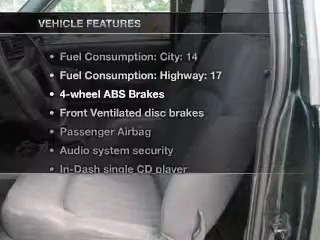 VEHICLE FEATURES
• Fuel Consumption: City: 14
• Fuel Consumption: Highway: 17
• 4-wheel ABS Brakes
• Front Ventilated disc brakes
• Passenger Airbag
• Audio system security
• In-Dash single CD player